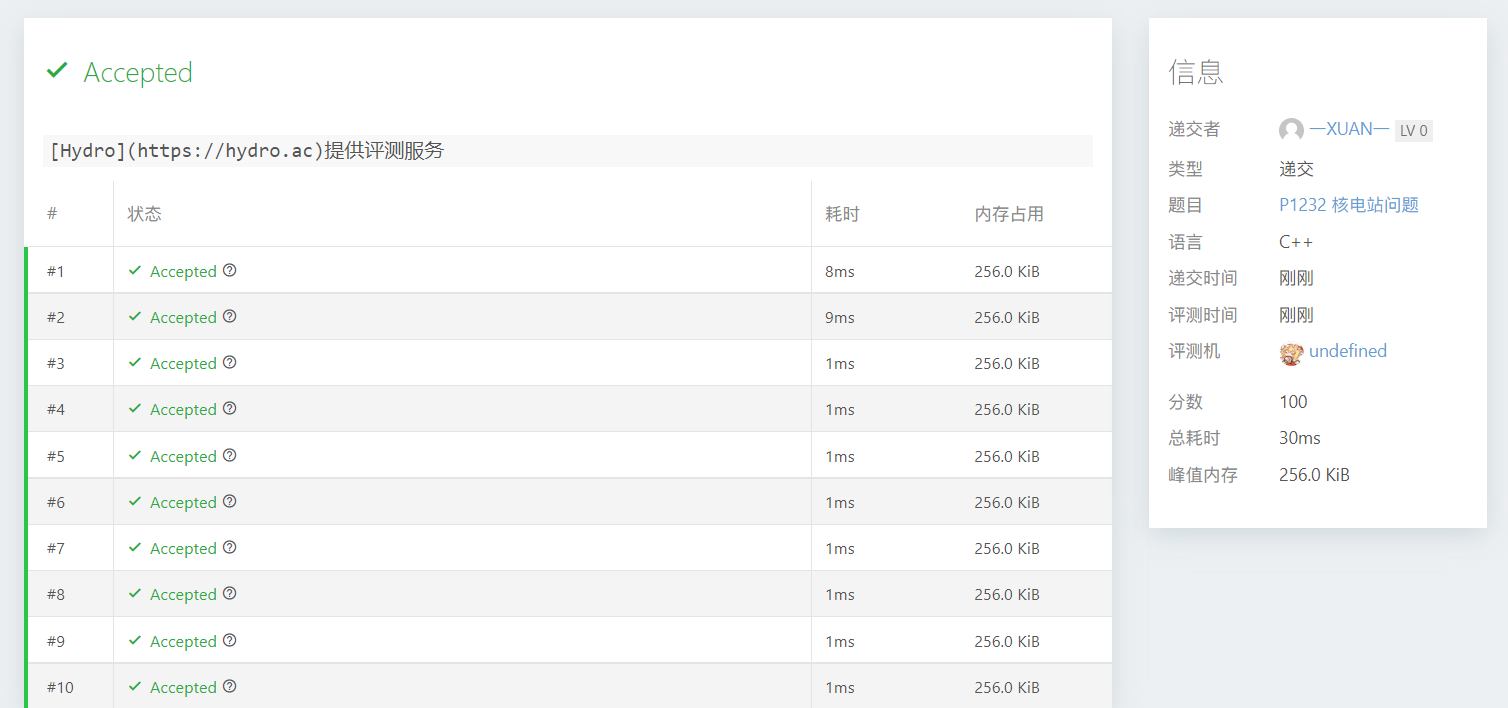 Accepted
[Hydro](https://hydro.ac)提供评测服务
# 状态 耗时 内存占用
#1 Accepted 8ms 256.0 KiB
#2 Accepted 9ms 256.0 KiB
#3 Accepted 1ms 256.0 KiB
#4 Accepted 1ms 256.0 KiB
#5 Accepted 1ms 256.0 KiB
#6 Accepted 1ms 256.0 KiB
#7 Accepted 1ms 256.0 KiB
#8 Accepted 1ms 256.0 KiB
#9 Accepted 1ms 256.0 KiB
#10 Accepted 1ms 256.0 KiB
信息
递交者 一XUAN一 LV 0
类型 递交
题目 P1232 核电站问题
语言 C++
递交时间 刚刚
评测时间 刚刚
评测机 undefined
分数 100
总耗时 30ms
峰值内存 256.0 KiB